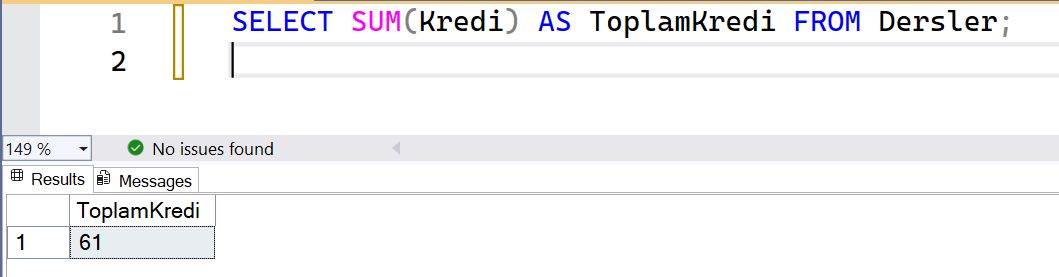 1 SELECT SUM(Kredi) AS ToplamKredi FROM Dersler;
2
149 % No issues found
Results Messages
ToplamKredi
1 61